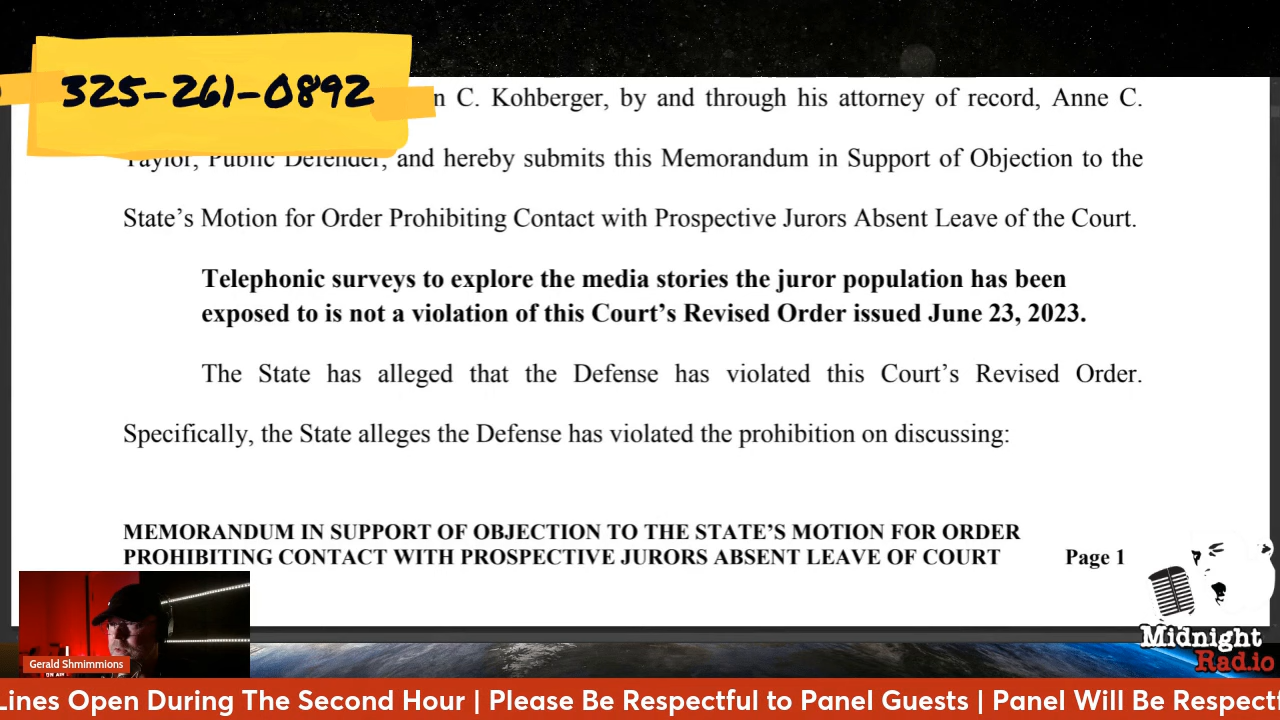 325-261-0892
n C. Kohberger, by and through his attorney of record, Anne C.
Taylor, Public Defender, and hereby submits this Memorandum in Support of Objection to the
State’s Motion for Order Prohibiting Contact with Prospective Jurors Absent Leave of the Court.
Telephonic surveys to explore the media stories the juror population has been
exposed to is not a violation of this Court’s Revised Order issued June 23, 2023.
The State has alleged that the Defense has violated this Court’s Revised Order.
Specifically, the State alleges the Defense has violated the prohibition on discussing:
MEMORANDUM IN SUPPORT OF OBJECTION TO THE STATE’S MOTION FOR ORDER
PROHIBITING CONTACT WITH PROSPECTIVE JURORS ABSENT LEAVE OF COURT Page 1
Gerald Shmimmions
ON AIR
Midnight
Rad.io
Lines Open During The Second Hour | Please Be Respectful to Panel Guests | Panel Will Be Respectf